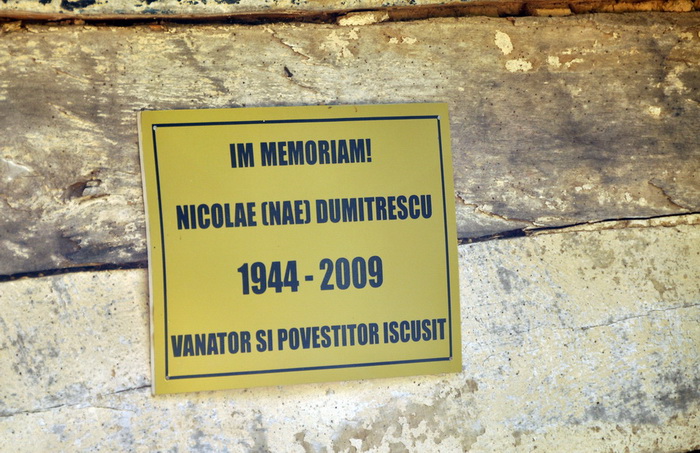 IM MEMORIAM!
NICOLAE (NAE) DUMITRESCU
1944 - 2009
VANATOR SI POVESTITOR ISCUSIT